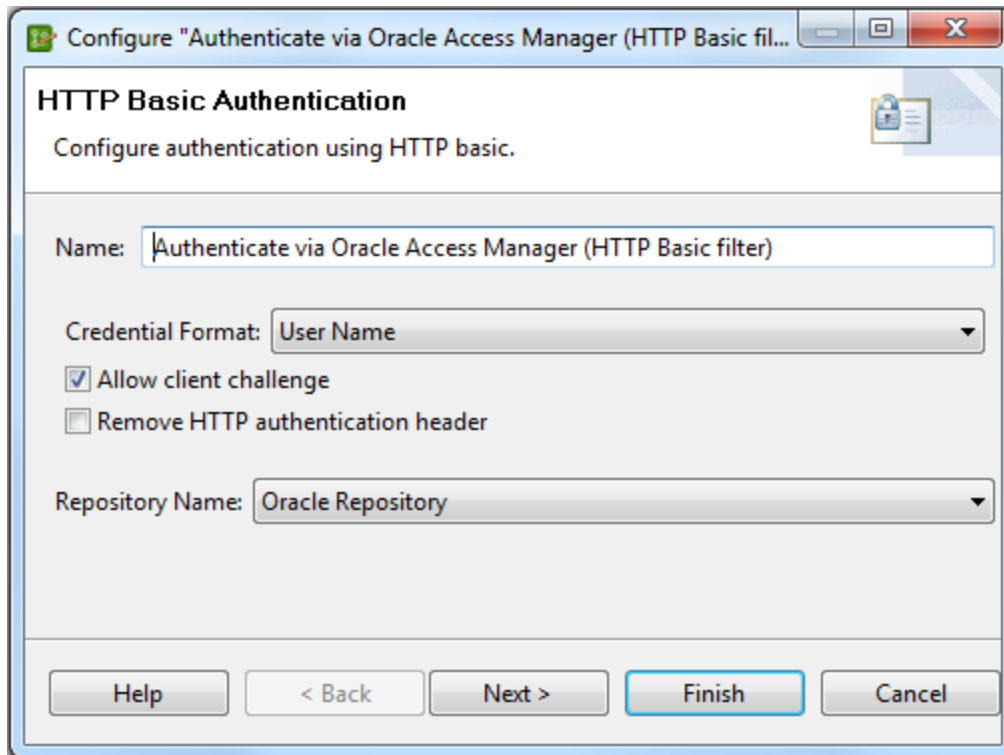 Configure "Authenticate via Oracle Access Manager (HTTP Basic fil...
HTTP Basic Authentication
Configure authentication using HTTP basic.
Name: Authenticate via Oracle Access Manager (HTTP Basic filter)
Credential Format: User Name
Allow client challenge
Remove HTTP authentication header
Repository Name: Oracle Repository
Help < Back Next > Finish Cancel